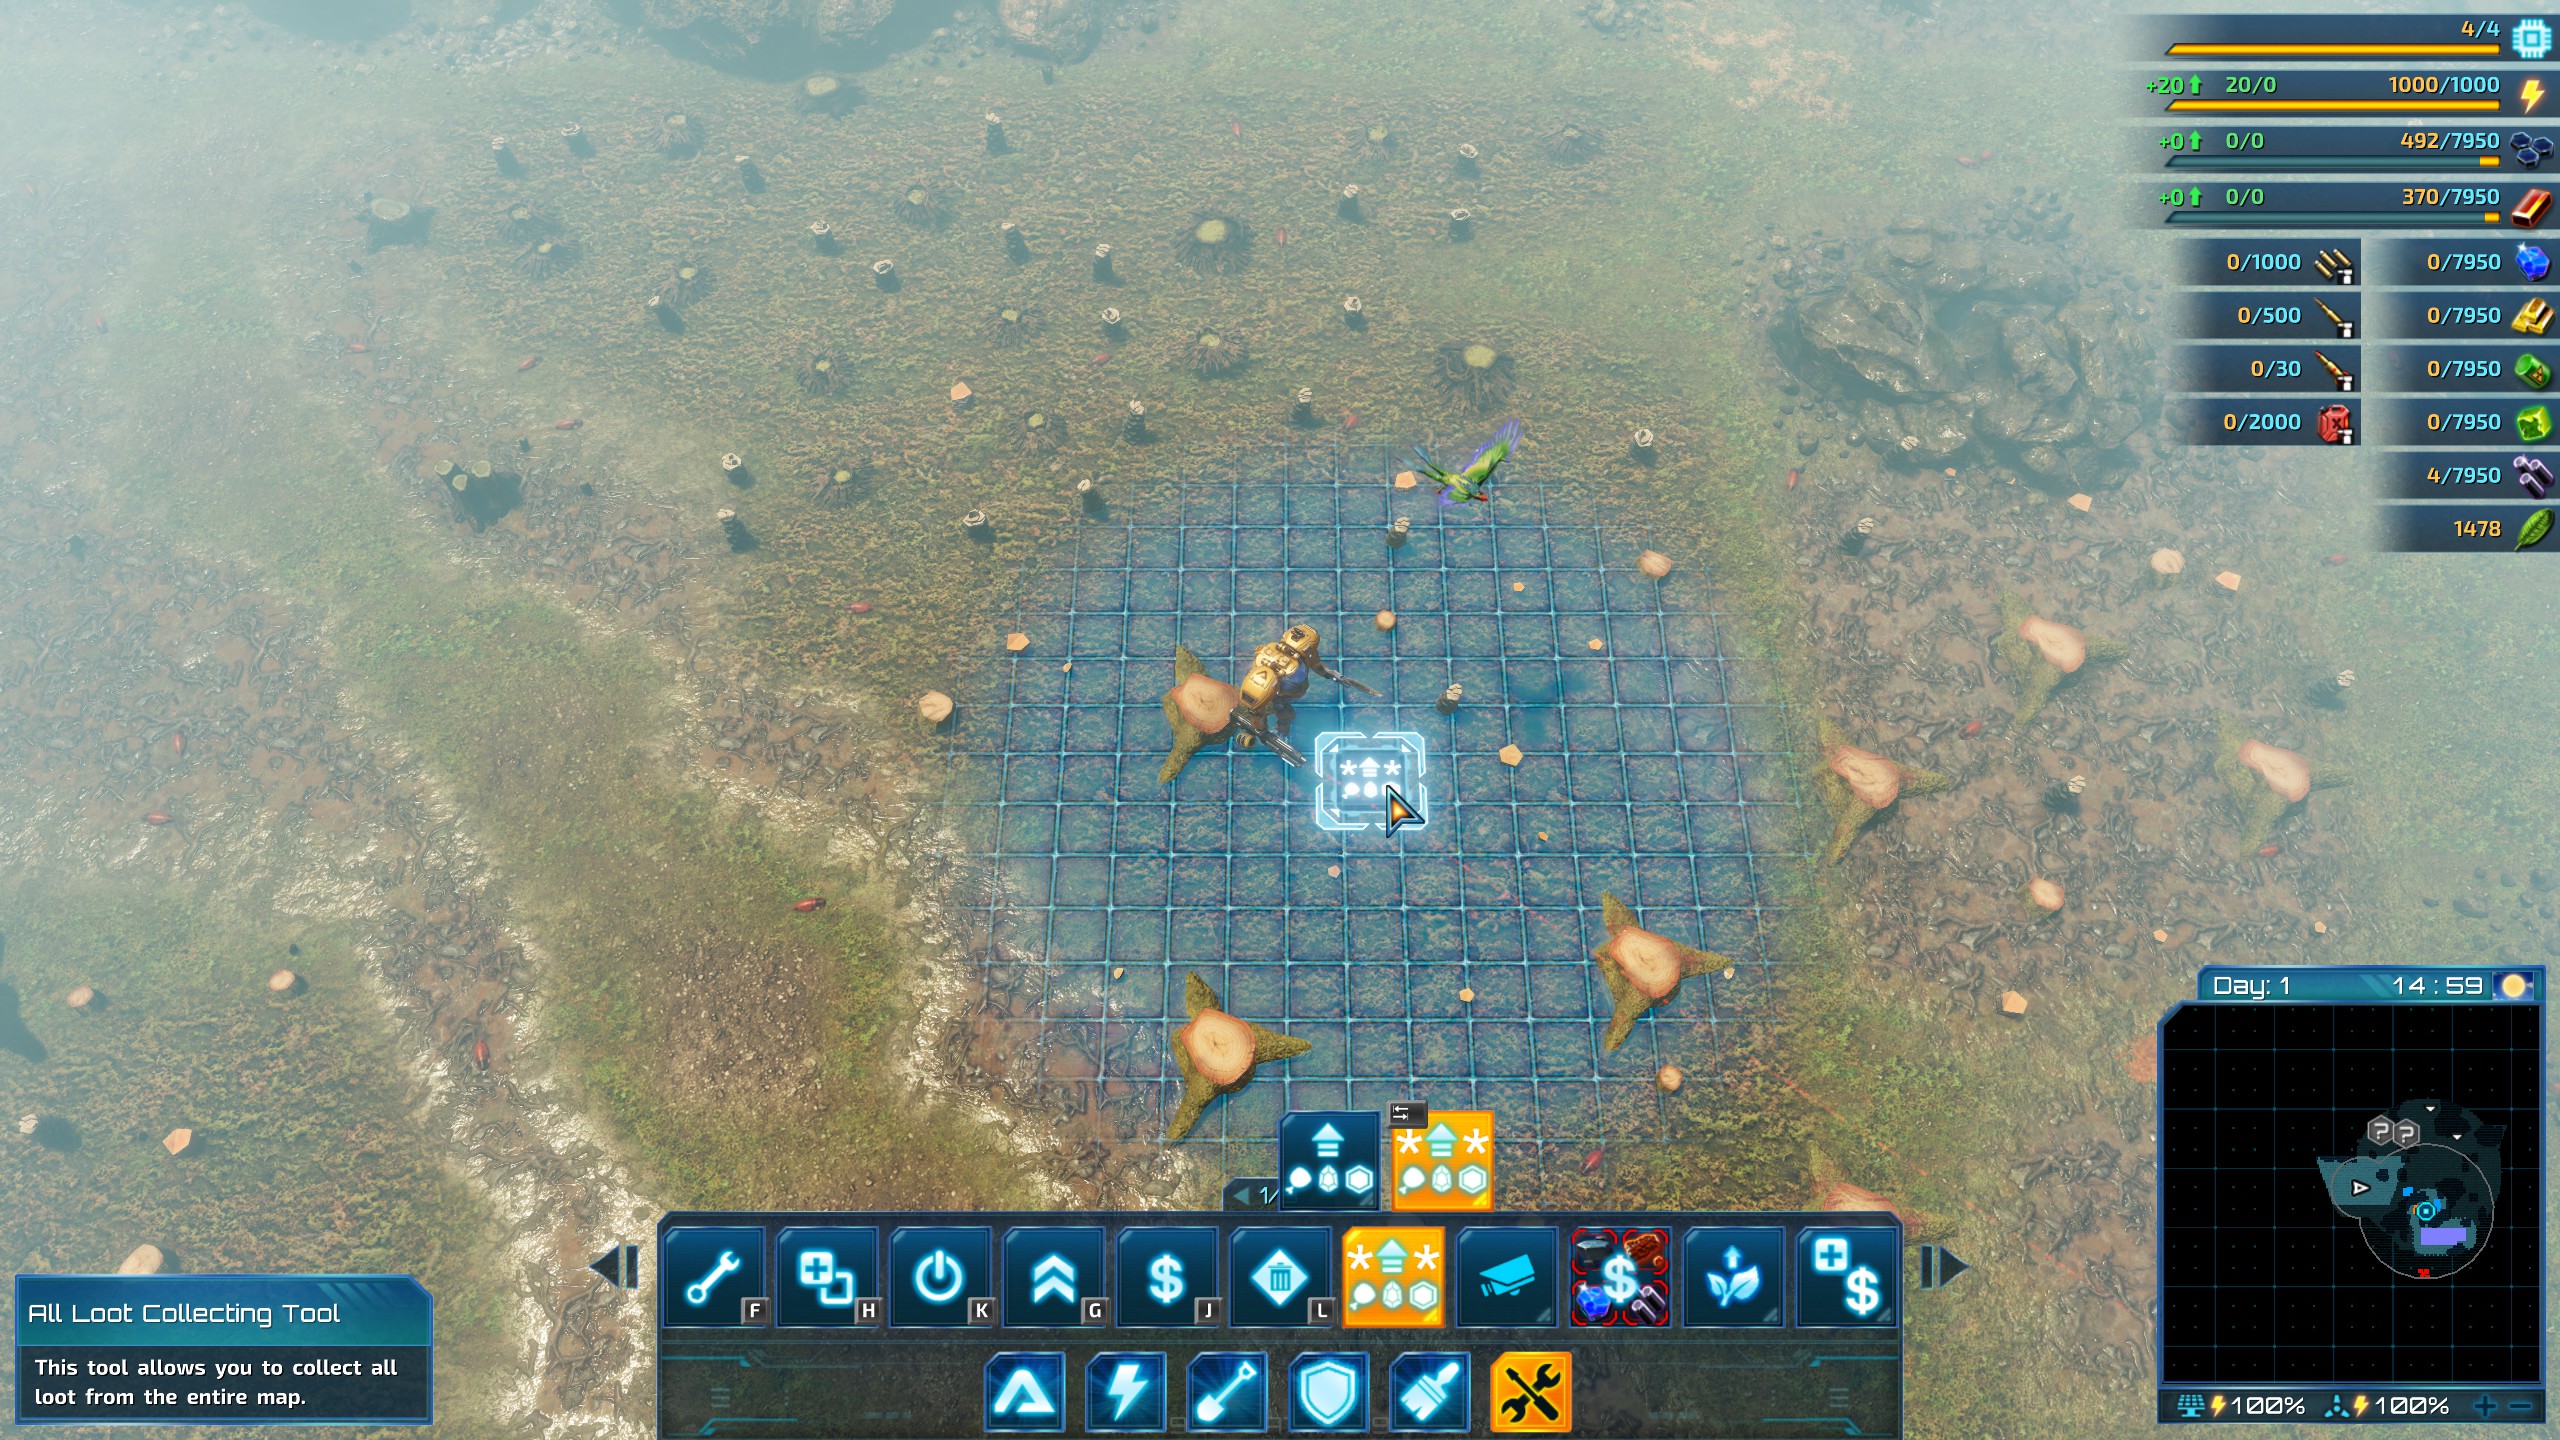 4/4
+20 20/0 1000/1000
+0 0/0 492/7950
+0 0/0 370/7950
0/1000 0/7950
0/500 0/7950
0/30 0/7950
0/2000 0/7950
4/7950
1478
Day: 1 14:59
? ?
1/
F H K G $ J L $ $
All Loot Collecting Tool
This tool allows you to collect all
loot from the entire map.
100% 100%